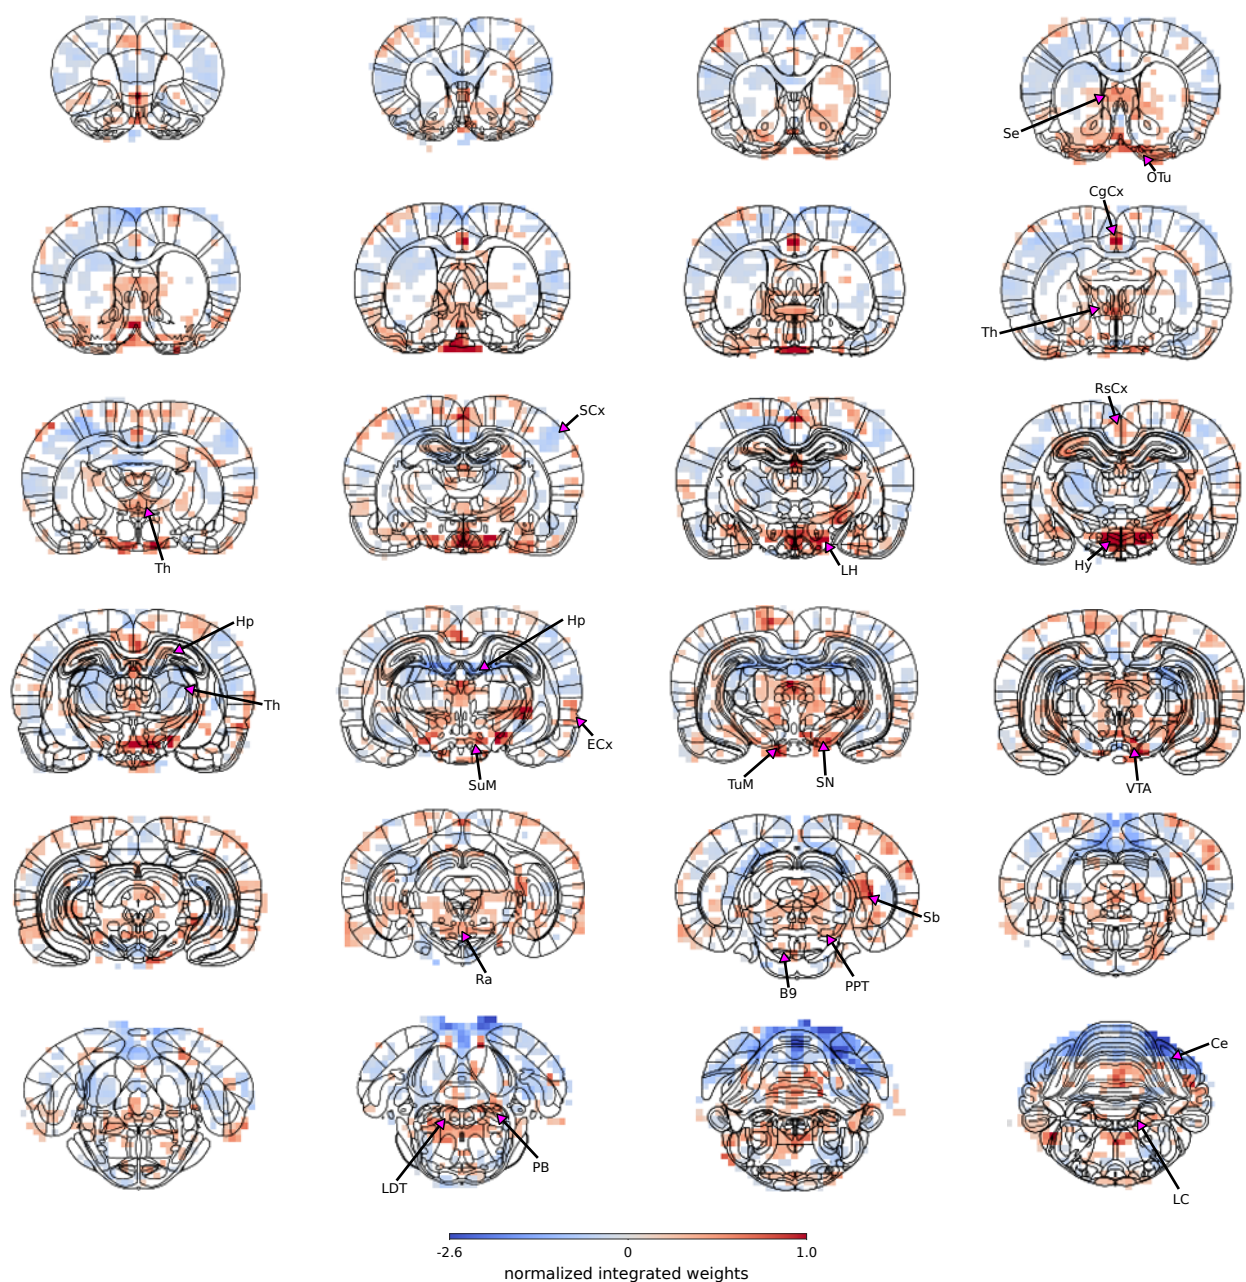 Se
OTu
CgCx
Th
SCx
RsCx
Th
LH
Hy
Hp
Hp
Th
ECx
SuM
TuM
SN
VTA
Sb
Ra
B9
PPT
Ce
LDT
PB
LC
-2.6
0
1.0
normalized integrated weights